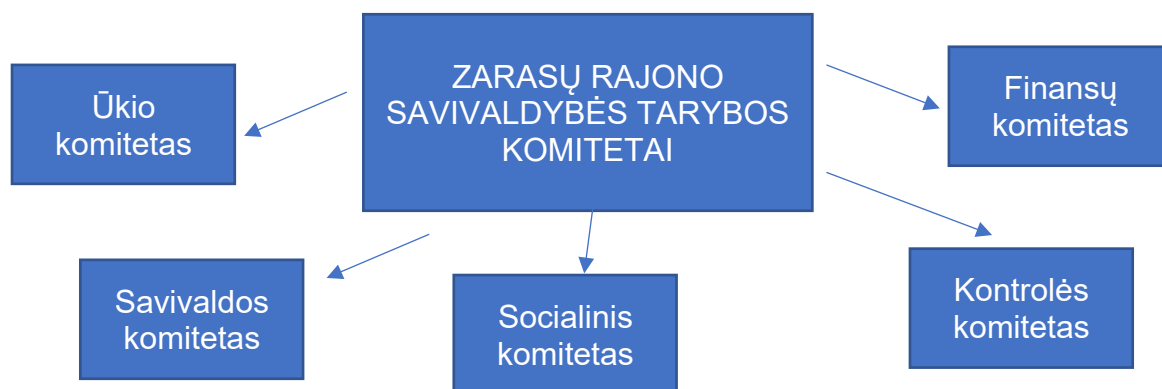 ZARASŲ RAJONO
SAVIVALDYBĖS TARYBOS
KOMITETAI
Ūkio
komitetas
Finansų
komitetas
Savivaldos
komitetas
Socialinis
komitetas
Kontrolės
komitetas